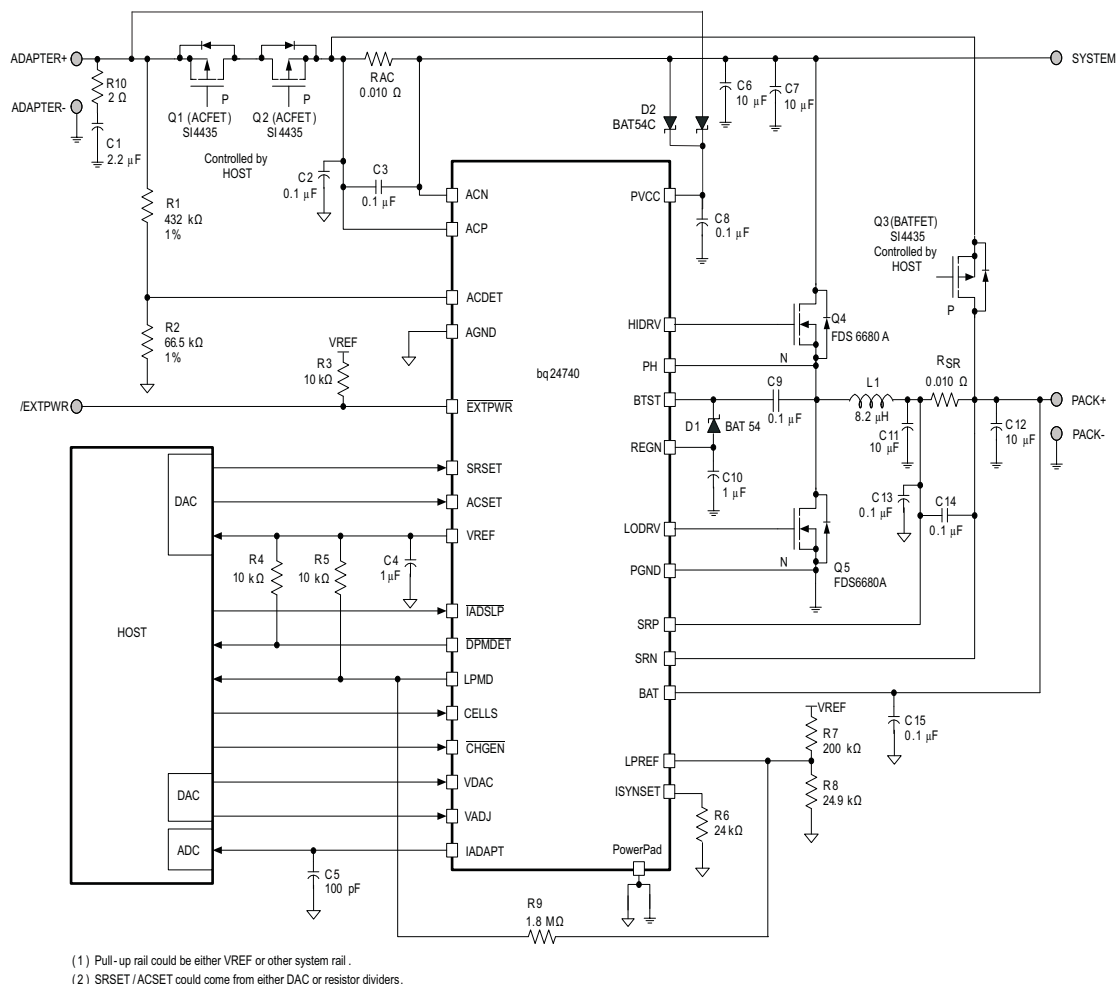 ADAPTER+
R10
2 Ω
ADAPTER-
C1
2.2 µF
Q1 (ACFET)
SI4435
P
Q2 (ACFET)
SI4435
P
Controlled by
HOST
RAC
0.010 Ω
SYSTEM
C6
10 µF
C7
10 µF
D2
BAT54C
C2
0.1 µF
C3
0.1 µF
R1
432 kΩ
1%
R2
66.5 kΩ
1%
VREF
R3
10 kΩ
/EXTPWR
bq24740
ACN
ACP
ACDET
AGND
EXTPWR
SRSET
ACSET
VREF
IADSLP
DPMDET
LPMD
CELLS
CHGEN
VDAC
VADJ
IADAPT
PVCC
HIDRV
PH
BTST
REGN
LODRV
PGND
SRP
SRN
BAT
LPREF
ISYNSET
PowerPad
C8
0.1 µF
Q3(BATFET)
SI4435
Controlled by
HOST
P
Q4
FDS6680A
N
C9
0.1 µF
D1
BAT 54
C10
1 µF
L1
8.2 µH
RSR
0.010 Ω
C11
10 µF
C12
10 µF
PACK+
PACK-
C13
0.1 µF
C14
0.1 µF
N
Q5
FDS6680A
C15
0.1 µF
VREF
R7
200 kΩ
R8
24.9 kΩ
R6
24 kΩ
HOST
DAC
DAC
ADC
R4
10 kΩ
R5
10 kΩ
C4
1µF
C5
100 pF
R9
1.8 MΩ
(1) Pull-up rail could be either VREF or other system rail.
(2) SRSET/ACSET could come from either DAC or resistor dividers.